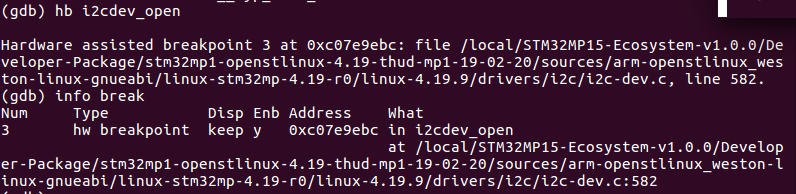 (gdb) hb i2cdev_open
Hardware assisted breakpoint 3 at 0xc07e9ebc: file /local/STM32MP15-Ecosystem-v1.0.0/De
veloper-Package/stm32mp1-openstlinux-4.19-thud-mp1-19-02-20/sources/arm-openstlinux_wes
ton-linux-gnueabi/linux-stm32mp-4.19-r0/linux-4.19.9/drivers/i2c/i2c-dev.c, line 582.
(gdb) info break
Num     Type           Disp Enb Address    What
3       hw breakpoint  keep y   0xc07e9ebc in i2cdev_open
at /local/STM32MP15-Ecosystem-v1.0.0/Develop
er-Package/stm32mp1-openstlinux-4.19-thud-mp1-19-02-20/sources/arm-openstlinux_weston-l
inux-gnueabi/linux-stm32mp-4.19-r0/linux-4.19.9/drivers/i2c/i2c-dev.c:582